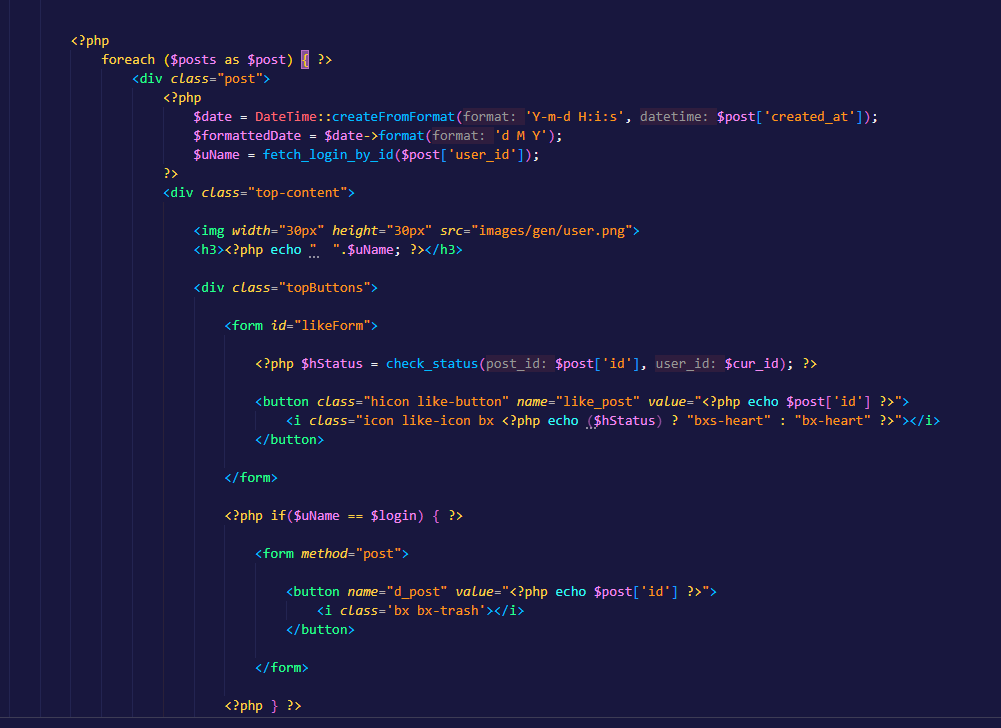 <?php
foreach ($posts as $post) { ?>
<div class="post">
<?php
$date = DateTime::createFromFormat(format: 'Y-m-d H:i:s', datetime: $post['created_at']);
$formattedDate = $date->format(format: 'd M Y');
$uName = fetch_login_by_id($post['user_id']);
?>
<div class="top-content">
<img width="30px" height="30px" src="images/gen/user.png">
<h3><?php echo "  ".$uName; ?></h3>
<div class="topButtons">
<form id="likeForm">
<?php $hStatus = check_status(post_id: $post['id'], user_id: $cur_id); ?>
<button class="hicon like-button" name="like_post" value="<?php echo $post['id'] ?>">
<i class="icon like-icon bx <?php echo ($hStatus) ? "bxs-heart" : "bx-heart" ?>"></i>
</button>
</form>
<?php if($uName == $login) { ?>
<form method="post">
<button name="d_post" value="<?php echo $post['id'] ?>">
<i class='bx bx-trash'></i>
</button>
</form>
<?php } ?>